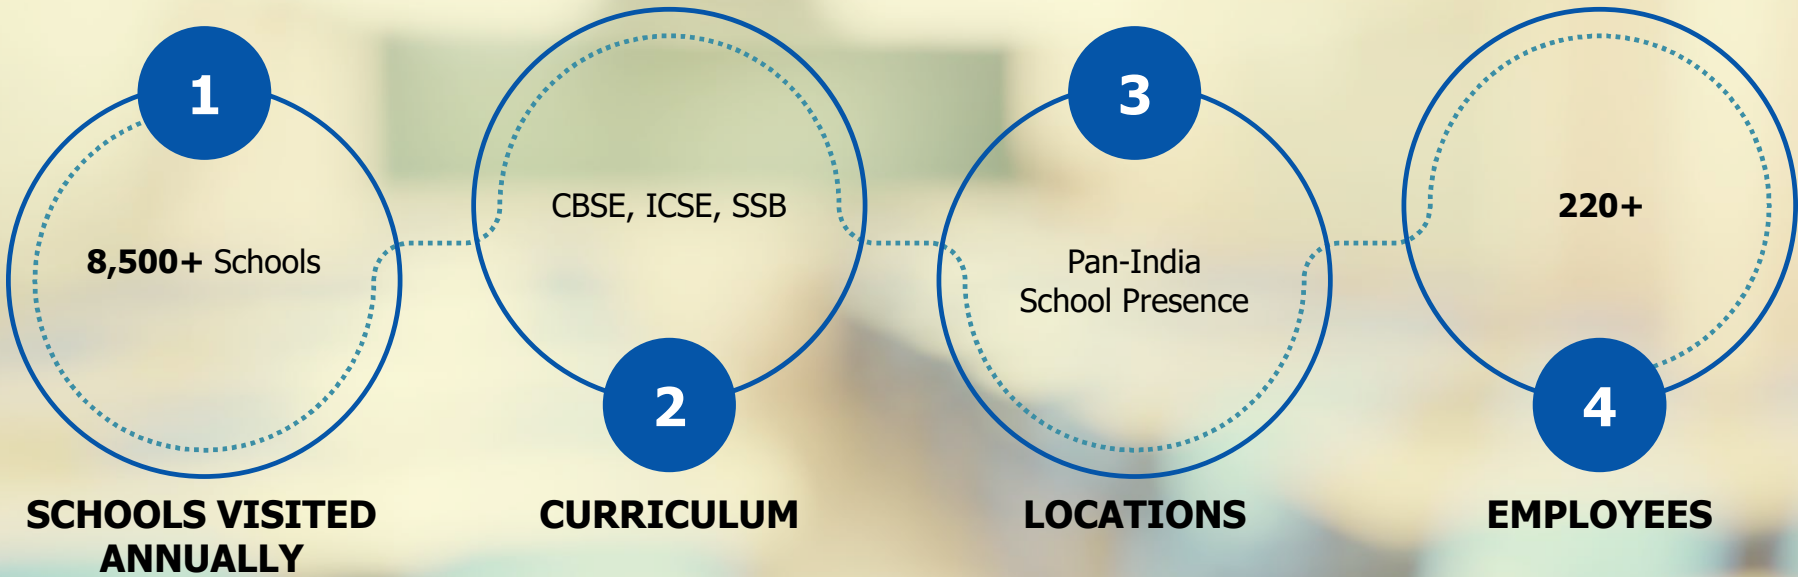 1
8,500+ Schools
SCHOOLS VISITED
ANNUALLY
CBSE, ICSE, SSB
2
CURRICULUM
3
Pan-India
School Presence
LOCATIONS
220+
4
EMPLOYEES